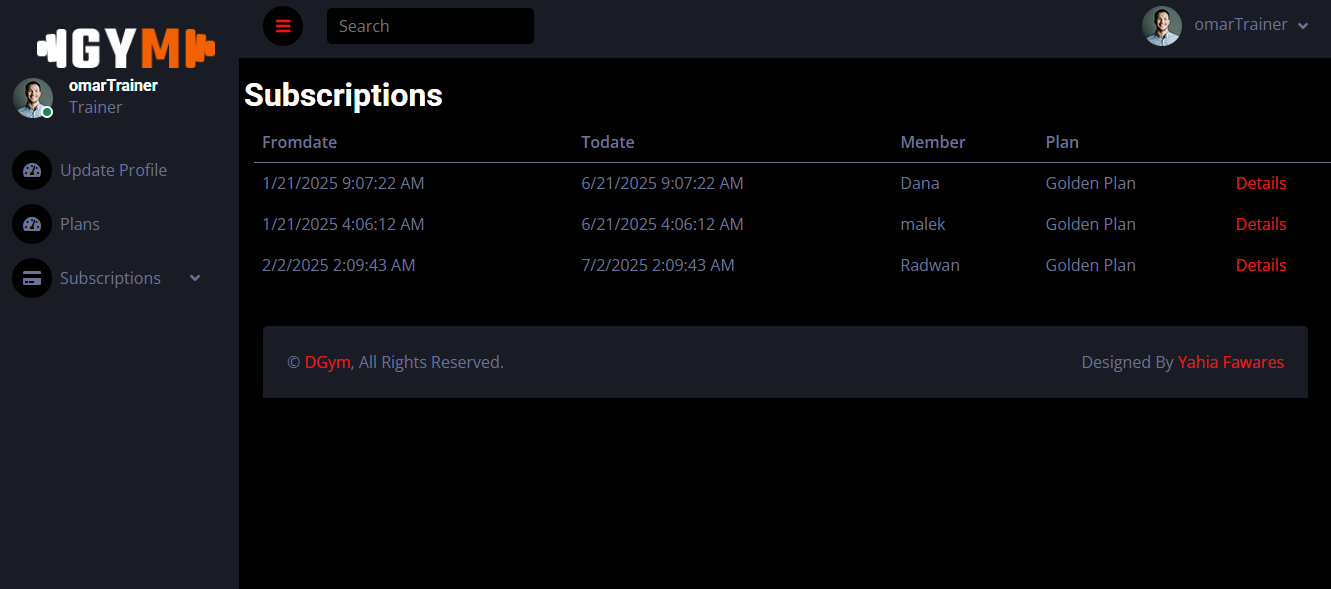 GYM
omarTrainer
Trainer
Update Profile
Plans
Subscriptions
Search
omarTrainer
Subscriptions
Fromdate Todate Member Plan
1/21/2025 9:07:22 AM 6/21/2025 9:07:22 AM Dana Golden Plan Details
1/21/2025 4:06:12 AM 6/21/2025 4:06:12 AM malek Golden Plan Details
2/2/2025 2:09:43 AM 7/2/2025 2:09:43 AM Radwan Golden Plan Details
© DGym, All Rights Reserved. Designed By Yahia Fawares